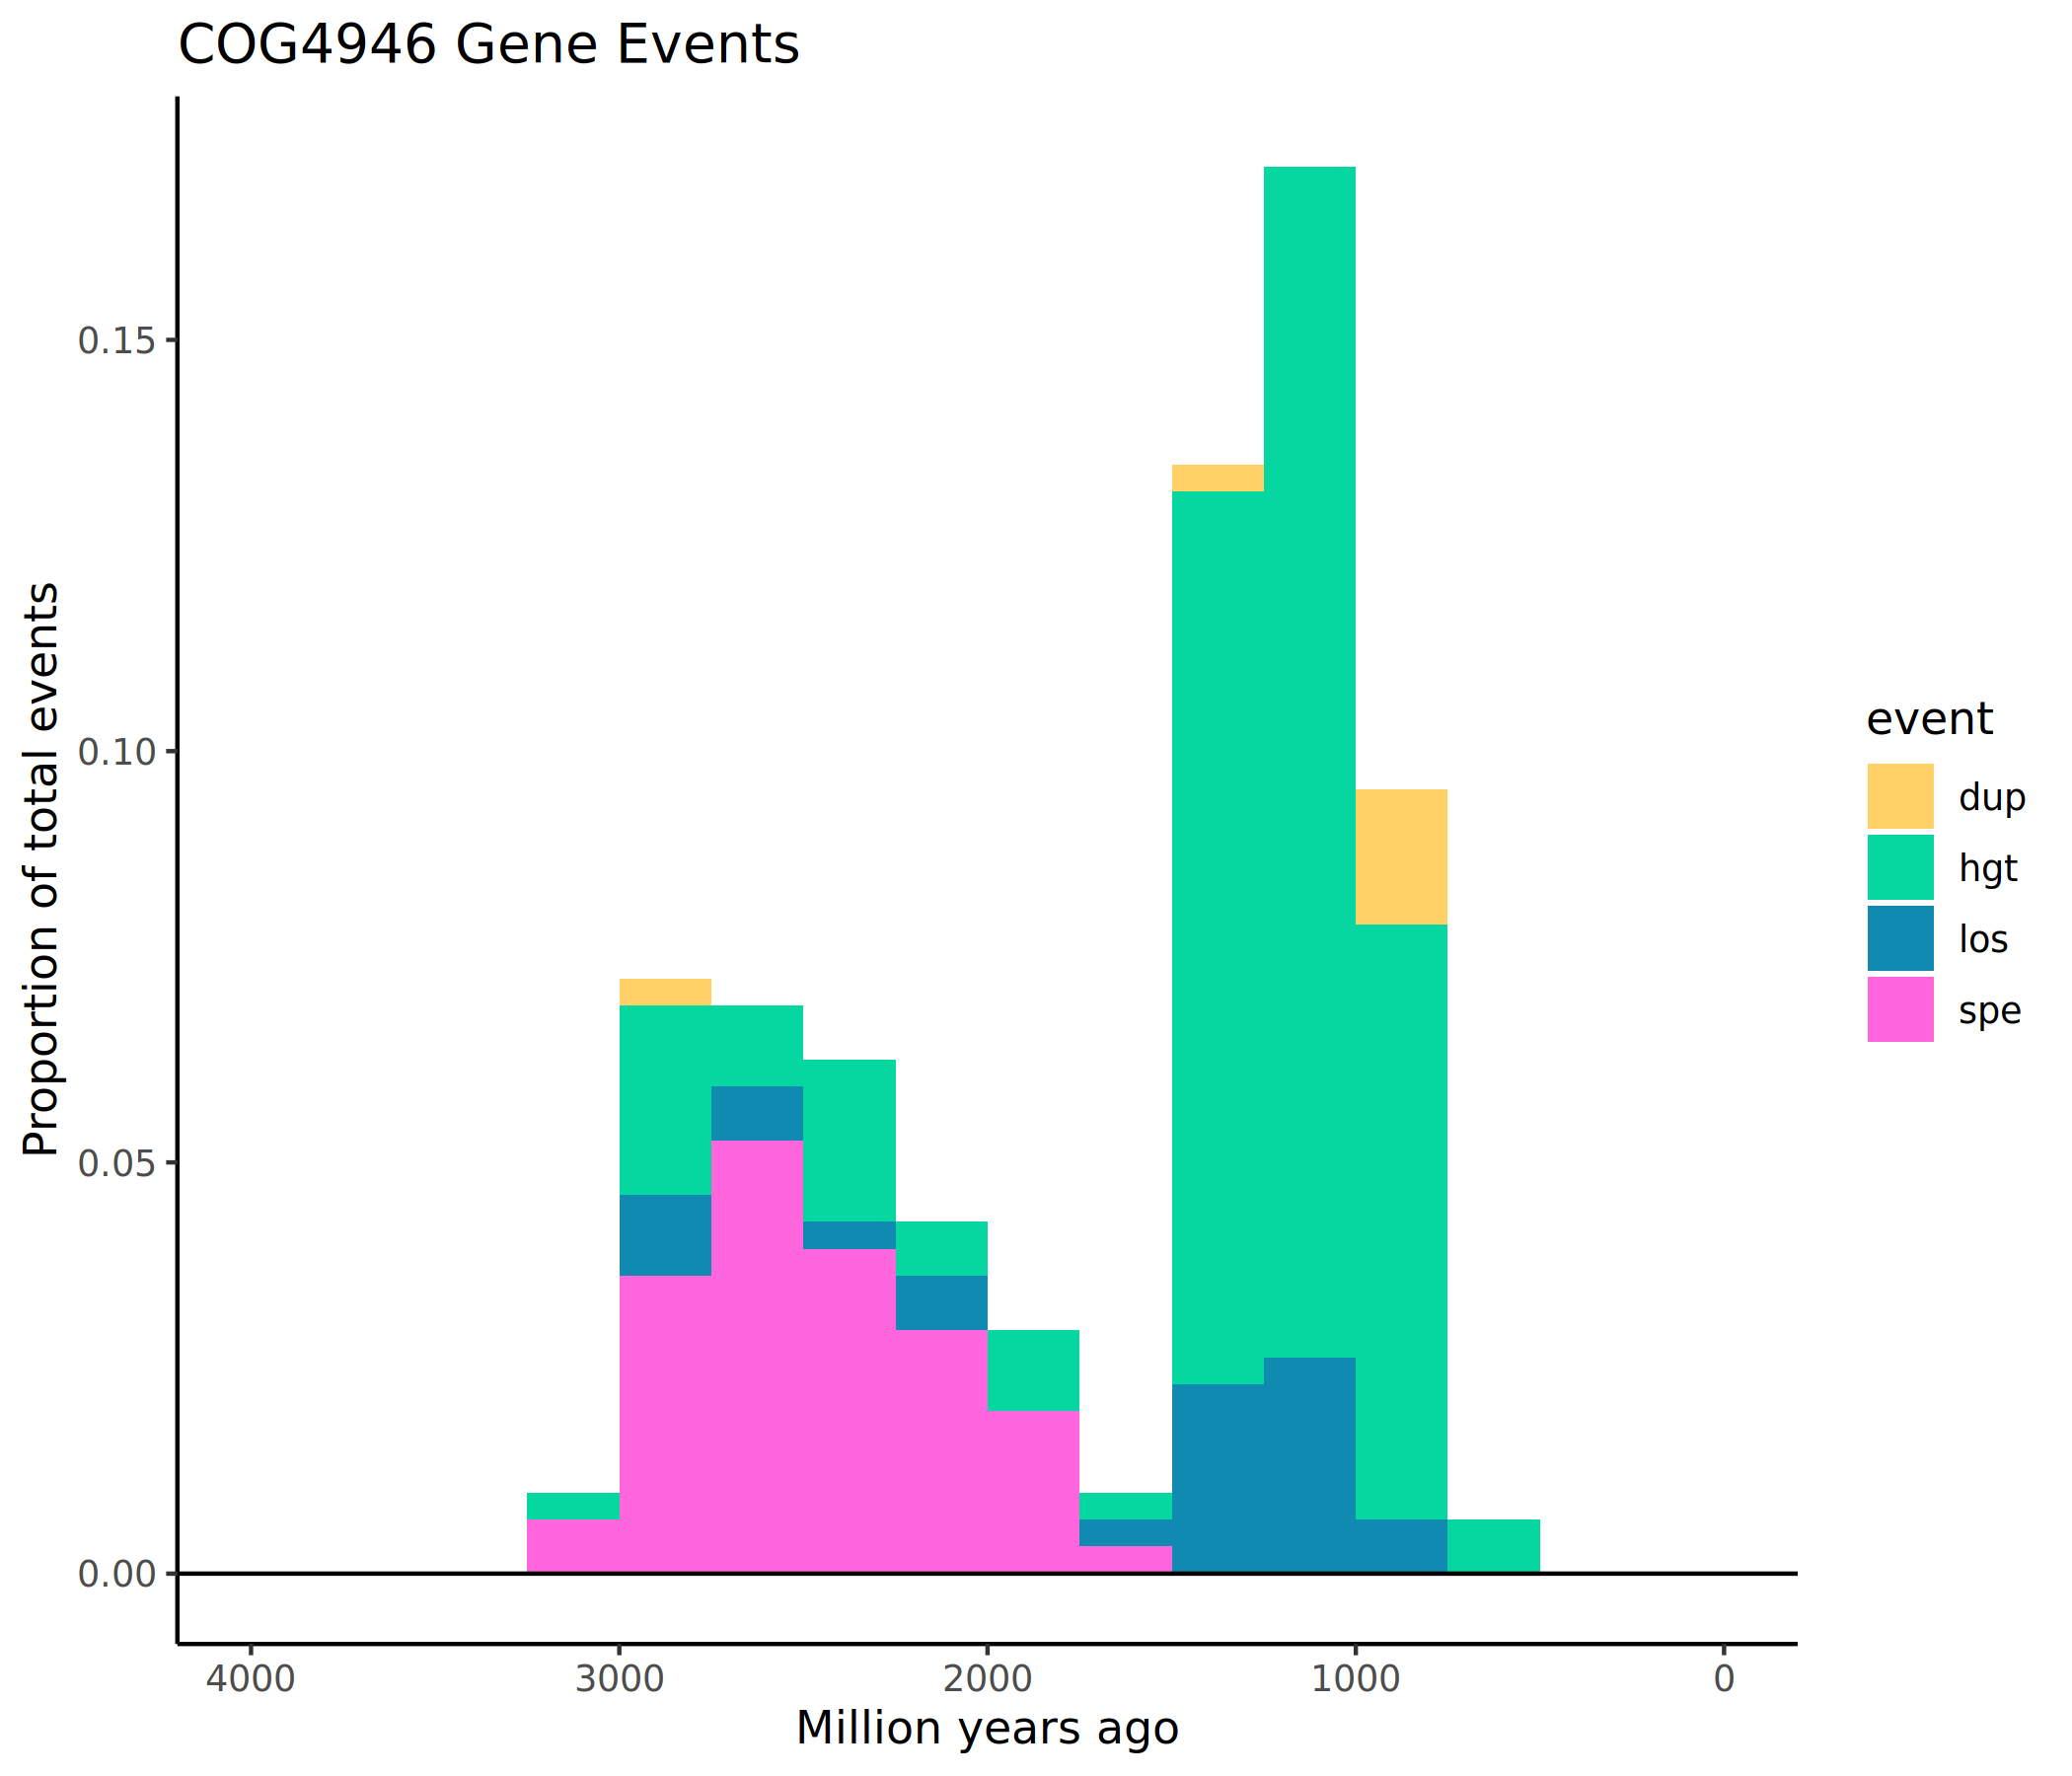 COG4946 Gene Events
Proportion of total events
0.15
0.10
0.05
0.00
4000
3000
2000
1000
0
Million years ago
event
dup
hgt
los
spe